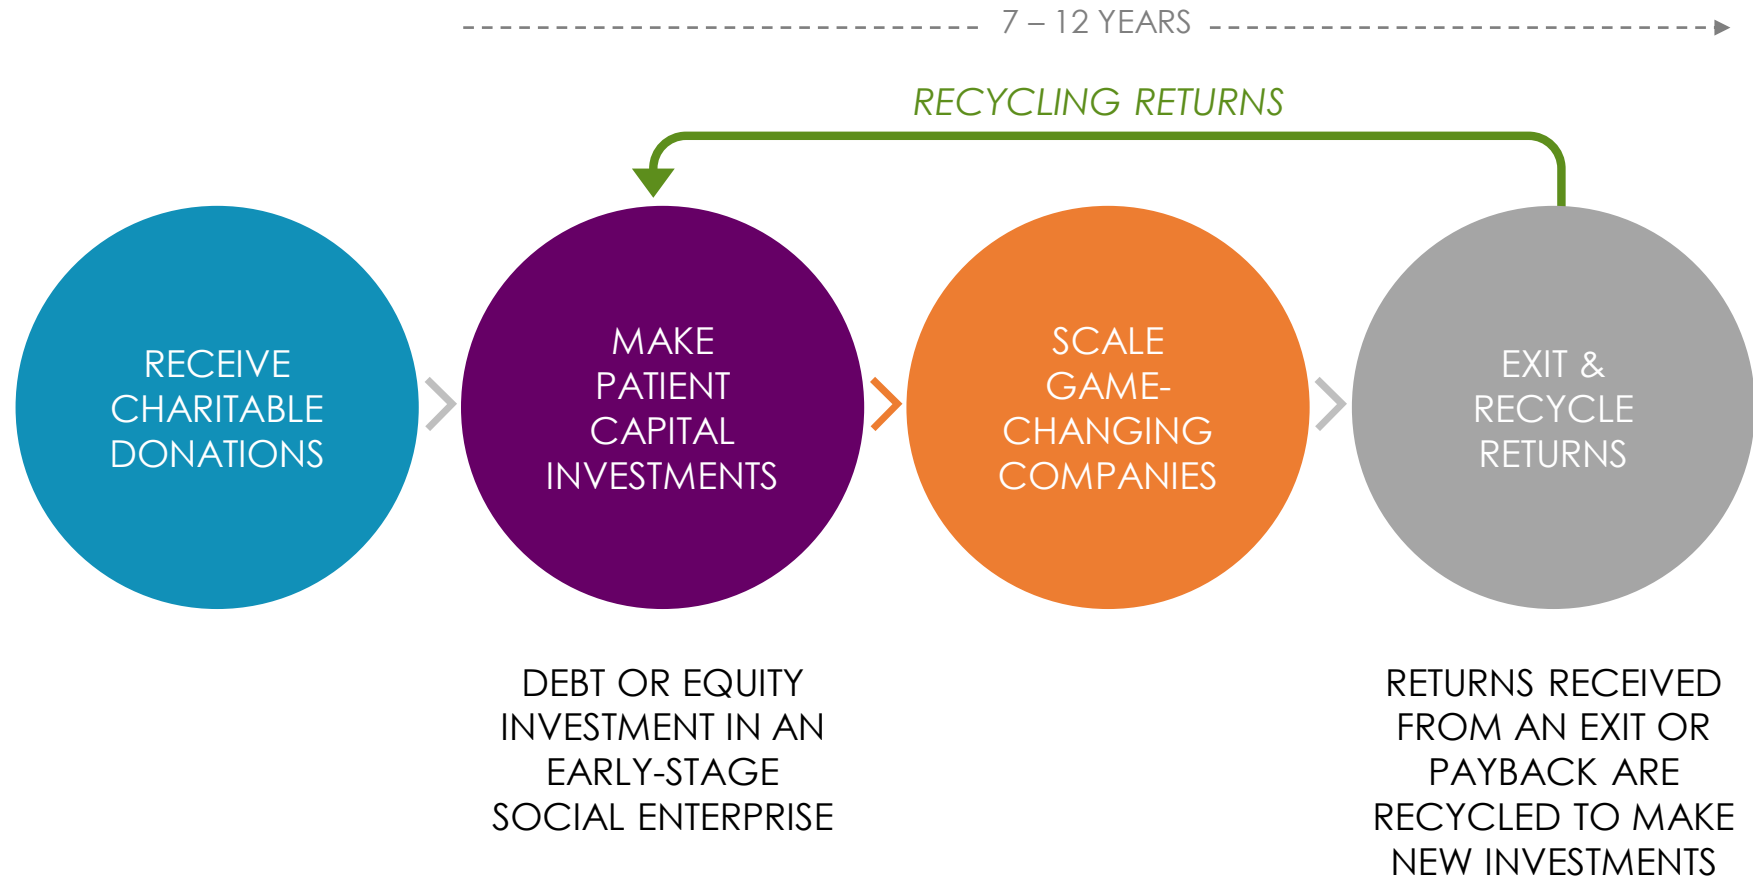 7 – 12 YEARS
RECYCLING RETURNS
RECEIVE
CHARITABLE
DONATIONS
MAKE
PATIENT
CAPITAL
INVESTMENTS
SCALE
GAME-
CHANGING
COMPANIES
EXIT &
RECYCLE
RETURNS
DEBT OR EQUITY
INVESTMENT IN AN
EARLY-STAGE
SOCIAL ENTERPRISE
RETURNS RECEIVED
FROM AN EXIT OR
PAYBACK ARE
RECYCLED TO MAKE
NEW INVESTMENTS